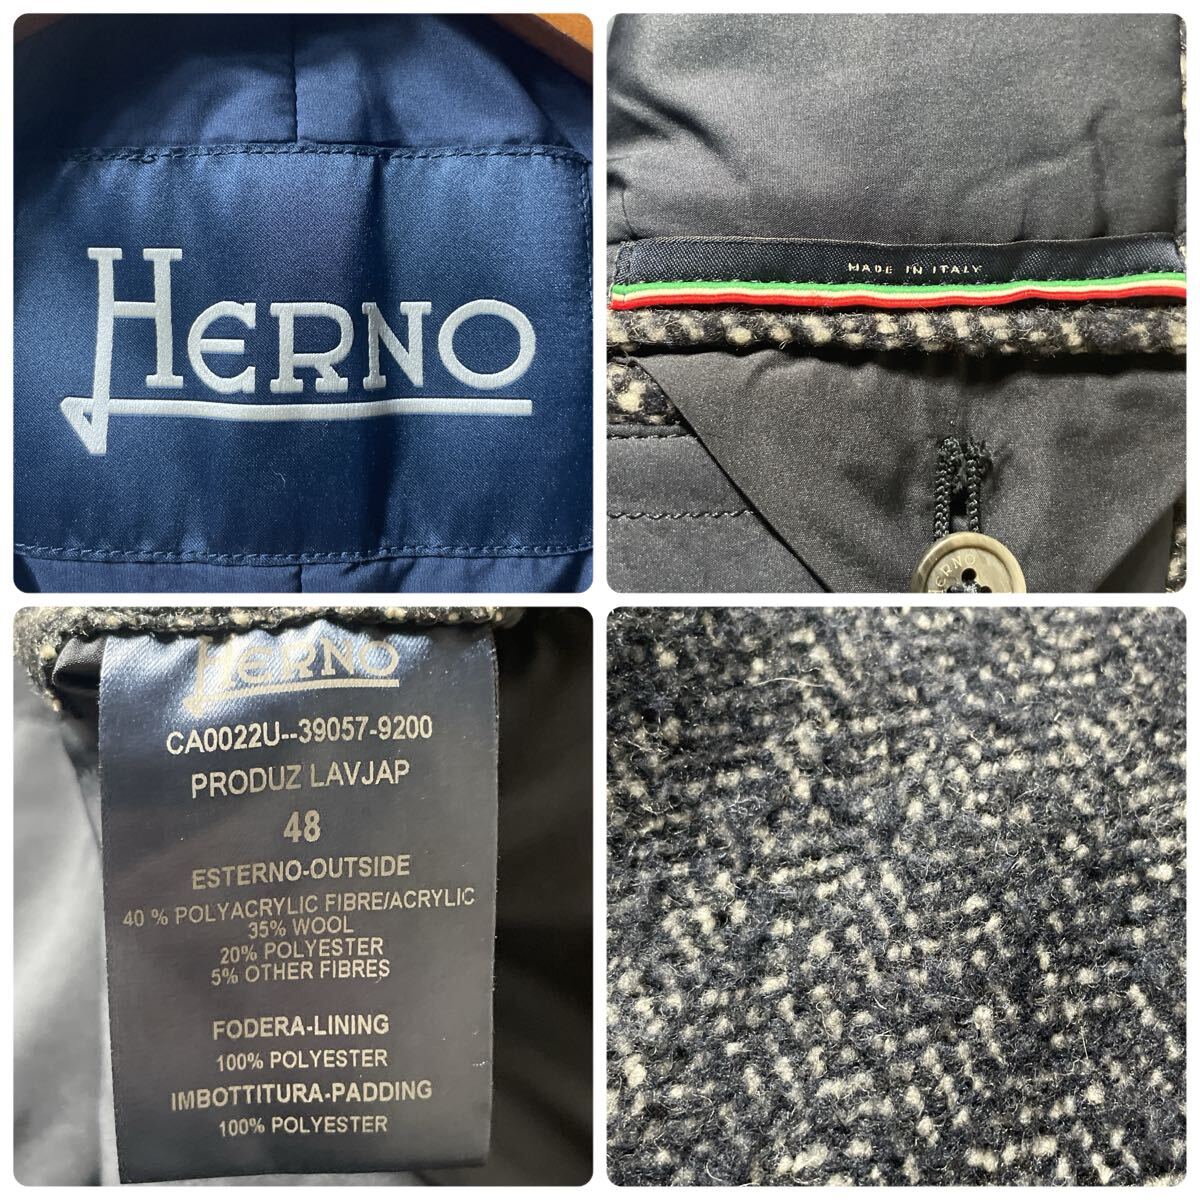 HERNO
MADE IN ITALY
HERNO
HERNO
CA0022U--39057-9200
PRODUZ LAVJAP
48
ESTERNO-OUTSIDE
40 % POLYACRYLIC FIBRE/ACRYLIC
35% WOOL
20% POLYESTER
5% OTHER FIBRES
FODERA-LINING
100% POLYESTER
IMBOTTITURA-PADDING
100% POLYESTER